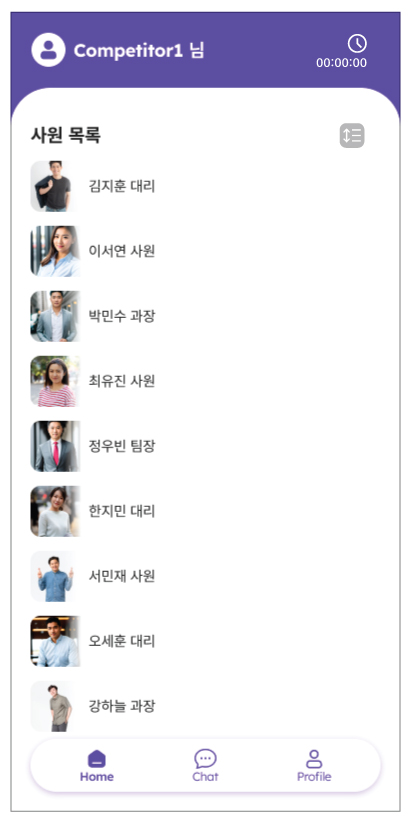 Competitor1 님
00:00:00
사원 목록
김지훈 대리
이서연 사원
박민수 과장
최유진 사원
정우빈 팀장
한지민 대리
서민재 사원
오세훈 대리
강하늘 과장
Home
Chat
Profile